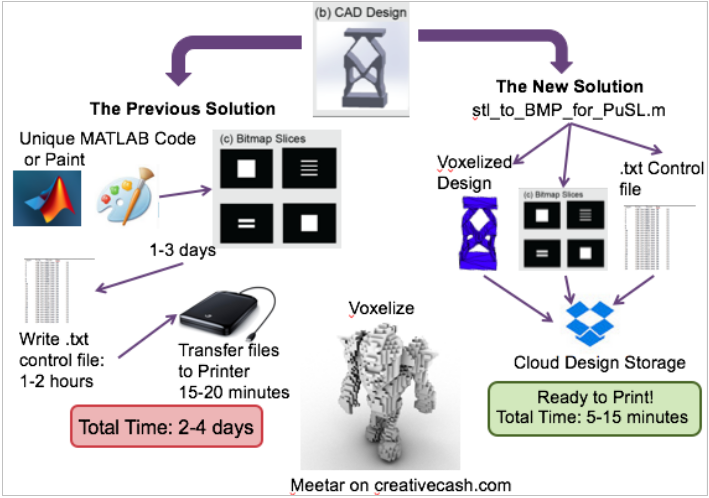 (b) CAD Design
The Previous Solution
Unique MATLAB Code
or Paint
(c) Bitmap Slices
1-3 days
Write .txt
control file:
1-2 hours
Transfer files
to Printer
15-20 minutes
Total Time: 2-4 days
Voxelize
Meetar on creativecash.com
The New Solution
stl_to_BMP_for_PuSL.m
Voxelized
Design
(c) Bitmap Slices
.txt Control
file
Cloud Design Storage
Ready to Print!
Total Time: 5-15 minutes